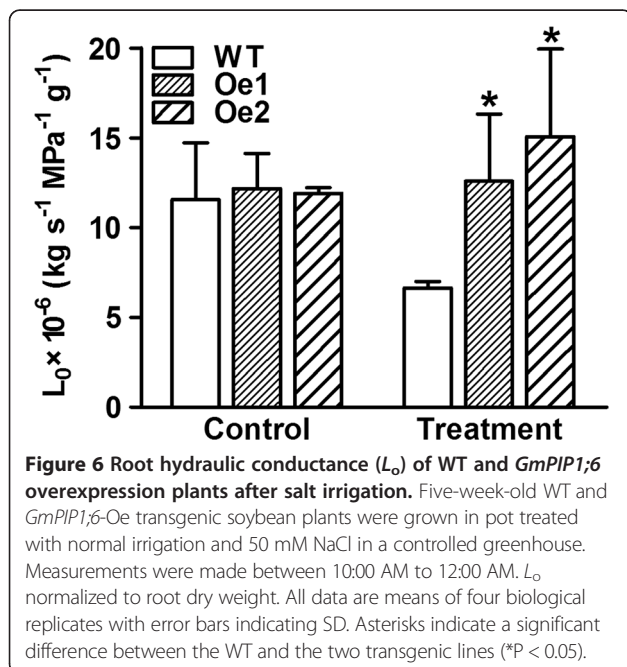 L₀ × 10⁻⁶ (kg s⁻¹ MPa⁻¹ g⁻¹)
20
15
10
5
0
WT
Oe1
Oe2
*
*
Control
Treatment
Figure 6 Root hydraulic conductance (Lₒ) of WT and GmPIP1;6
overexpression plants after salt irrigation. Five-week-old WT and
GmPIP1;6-Oe transgenic soybean plants were grown in pot treated
with normal irrigation and 50 mM NaCl in a controlled greenhouse.
Measurements were made between 10:00 AM to 12:00 AM. Lₒ
normalized to root dry weight. All data are means of four biological
replicates with error bars indicating SD. Asterisks indicate a significant
difference between the WT and the two transgenic lines (*P < 0.05).